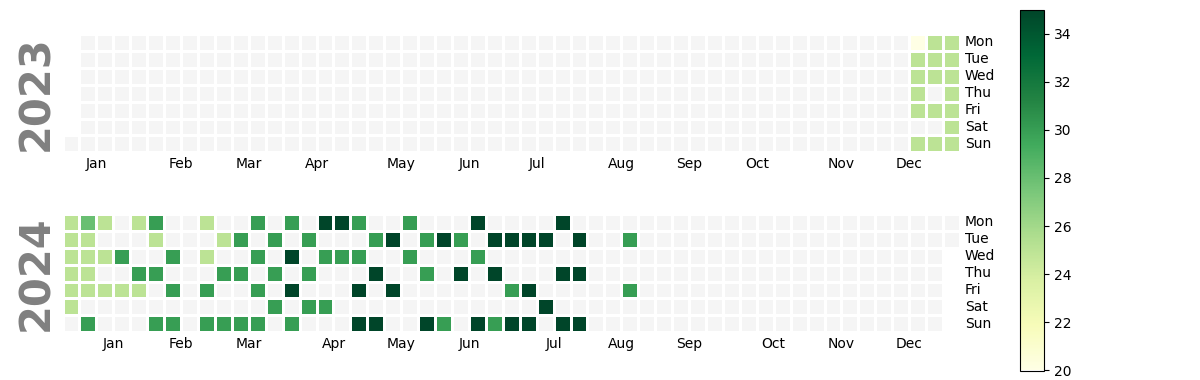 2023
Mon
Tue
Wed
Thu
Fri
Sat
Sun
Jan Feb Mar Apr May Jun Jul Aug Sep Oct Nov Dec
2024
Mon
Tue
Wed
Thu
Fri
Sat
Sun
Jan Feb Mar Apr May Jun Jul Aug Sep Oct Nov Dec
34
32
30
28
26
24
22
20